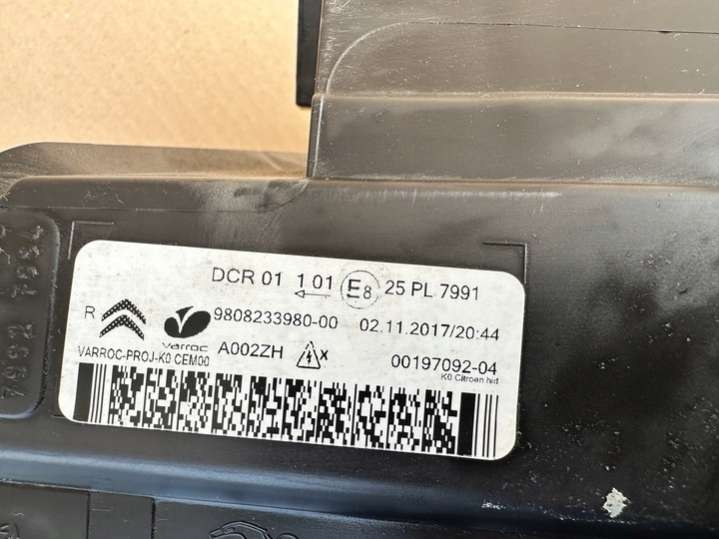 DCR 01 1 01 E8 25 PL 7991
R varroc 9808233980-00 02.11.2017/20:44
VARROC-PROJ-K0 CEM00 A002ZH X 00197092-04
K0 Citroen hid